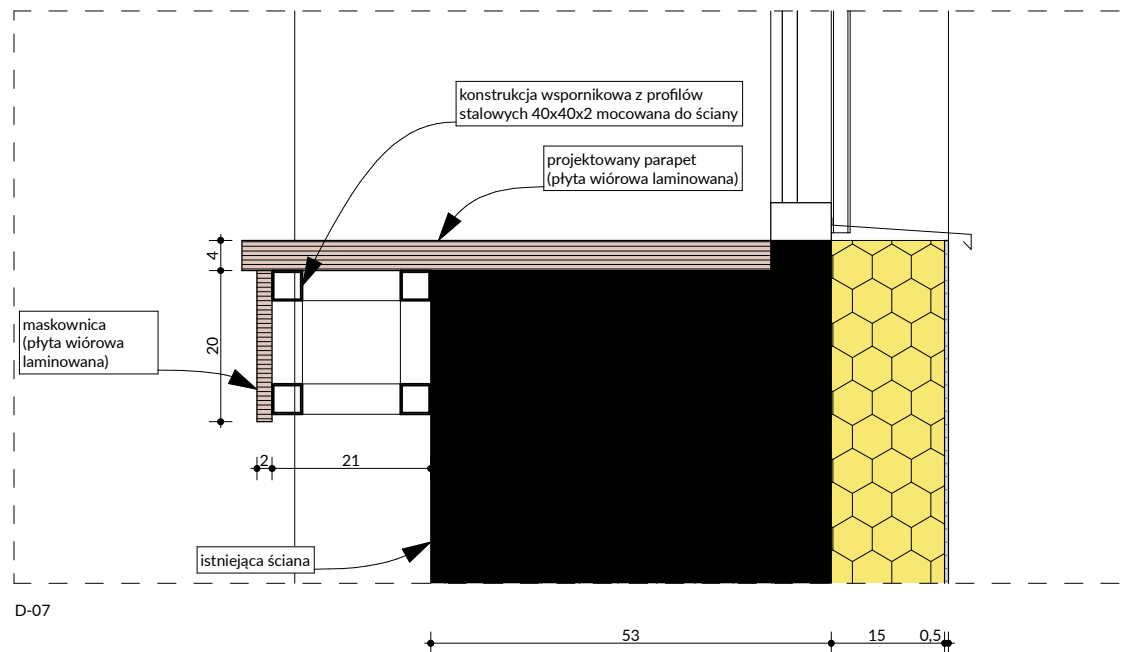 konstrukcja wspornikowa z profilów
stalowych 40x40x2 mocowana do ściany
projektowany parapet
(płyta wiórowa laminowana)
4
20
maskownica
(płyta wiórowa
laminowana)
2
21
istniejąca ściana
D-07
53
15
0,5